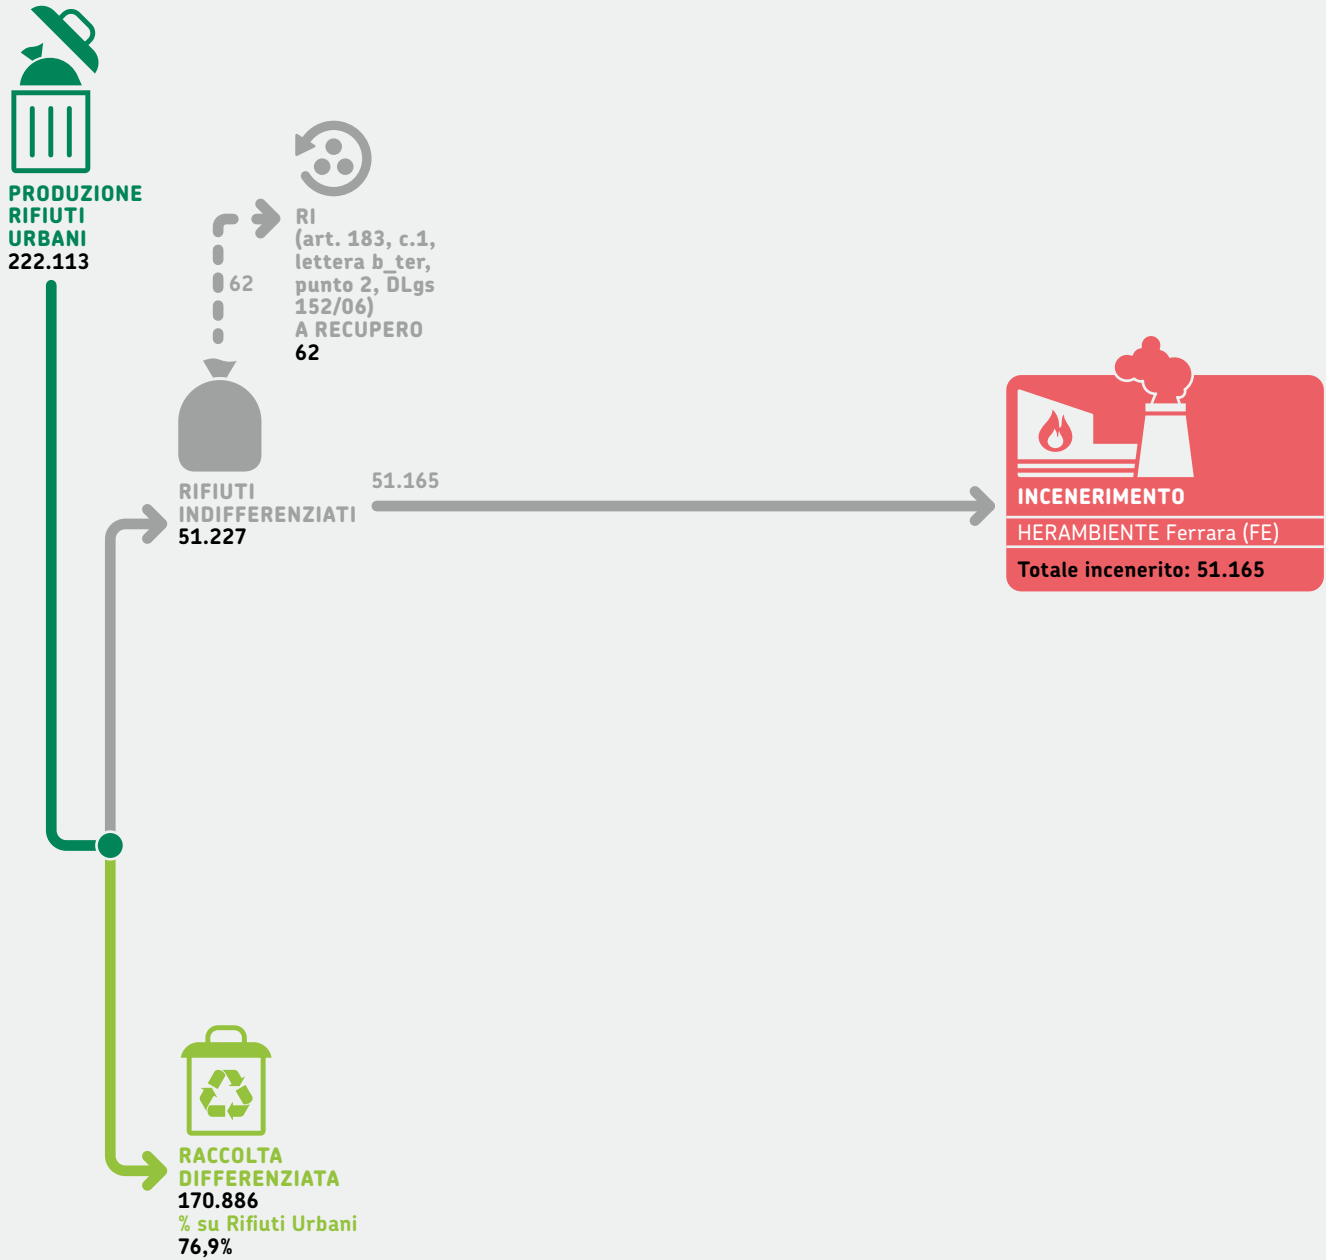 PRODUZIONE
RIFIUTI
URBANI
222.113
RI
(art. 183, c.1,
lettera b_ter,
punto 2, DLgs
152/06)
A RECUPERO
62
62
RIFIUTI
INDIFFERENZIATI
51.227
51.165
INCENERIMENTO
HERAMBIENTE Ferrara (FE)
Totale incenerito: 51.165
RACCOLTA
DIFFERENZIATA
170.886
% su Rifiuti Urbani
76,9%